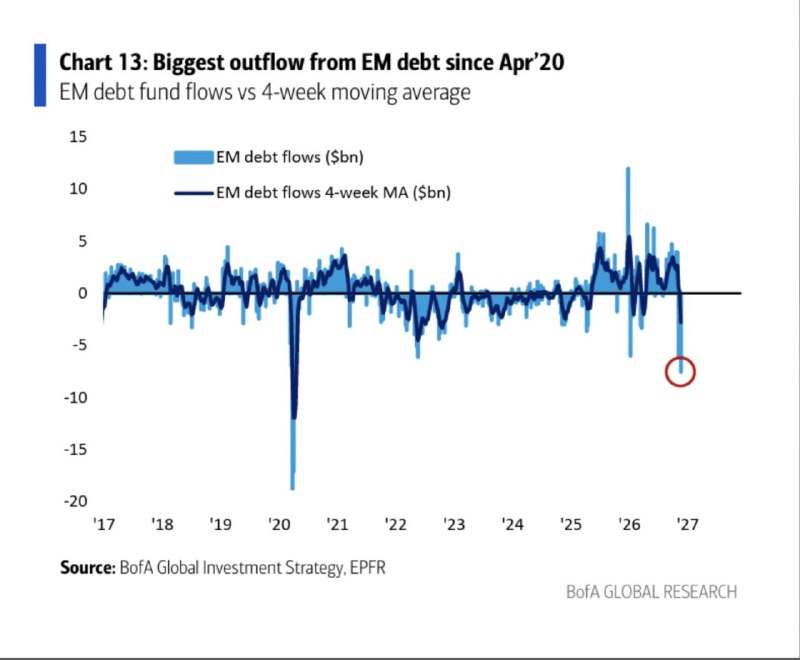 Chart 13: Biggest outflow from EM debt since Apr'20
EM debt fund flows vs 4-week moving average
15
EM debt flows ($bn)
10
EM debt flows 4-week MA ($bn)
5
0
-5
-10
-15
-20
'17 '18 '19 '20 '21 '22 '23 '24 '25 '26 '27
Source: BofA Global Investment Strategy, EPFR
BofA GLOBAL RESEARCH